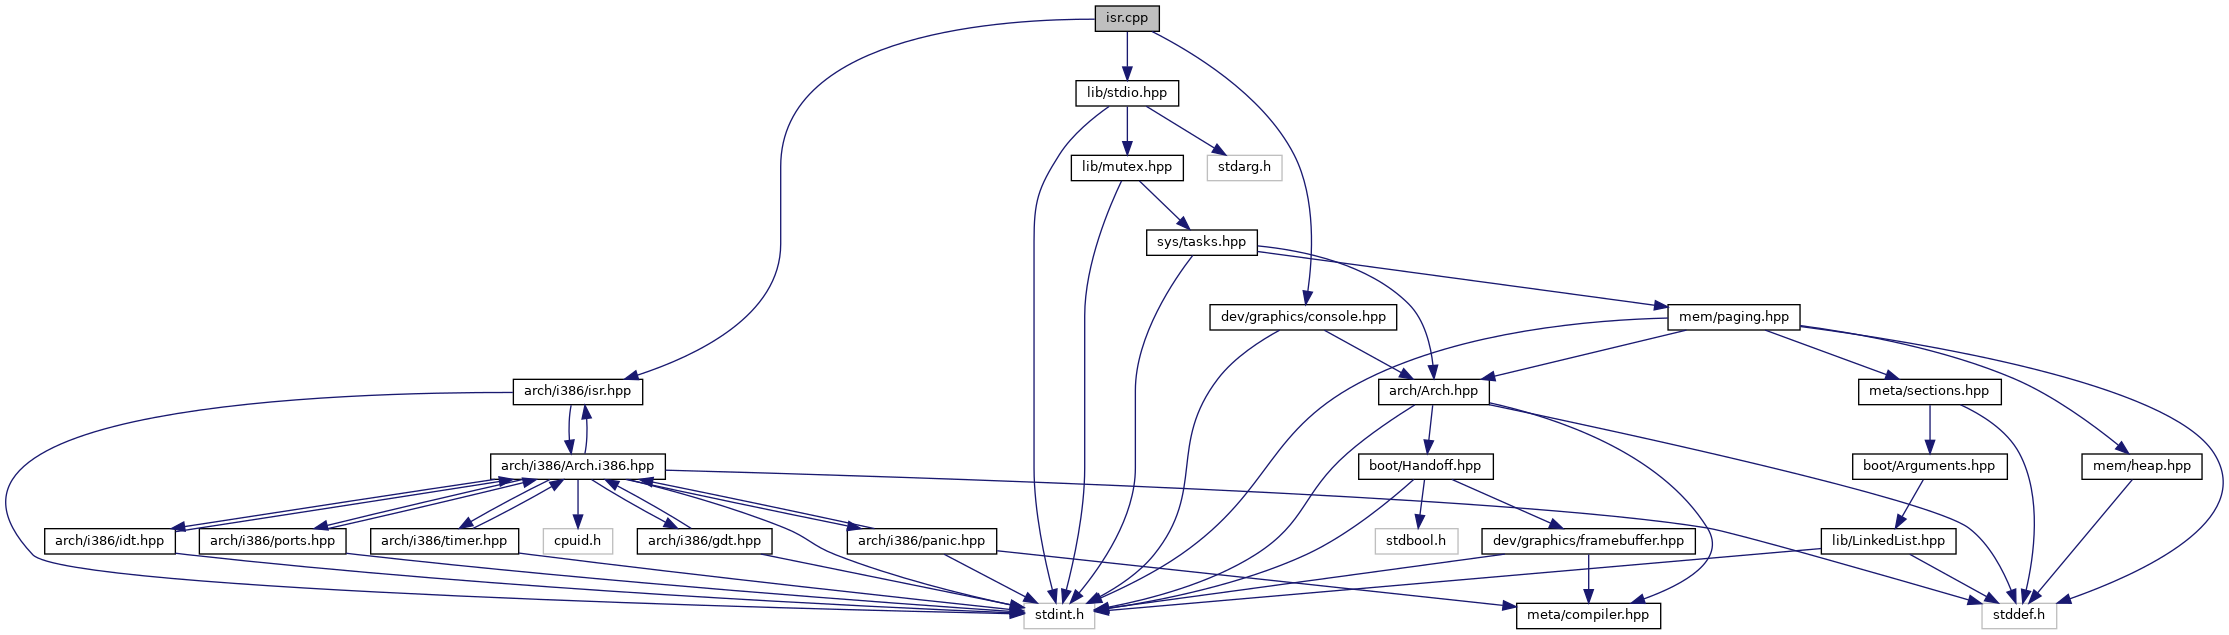 isr.cpp
lib/stdio.hpp
lib/mutex.hpp
stdarg.h
sys/tasks.hpp
dev/graphics/console.hpp
mem/paging.hpp
arch/i386/isr.hpp
arch/Arch.hpp
meta/sections.hpp
arch/i386/Arch.i386.hpp
boot/Handoff.hpp
boot/Arguments.hpp
mem/heap.hpp
arch/i386/idt.hpp
arch/i386/ports.hpp
arch/i386/timer.hpp
cpuid.h
arch/i386/gdt.hpp
arch/i386/panic.hpp
stdbool.h
dev/graphics/framebuffer.hpp
lib/LinkedList.hpp
stdint.h
meta/compiler.hpp
stddef.h